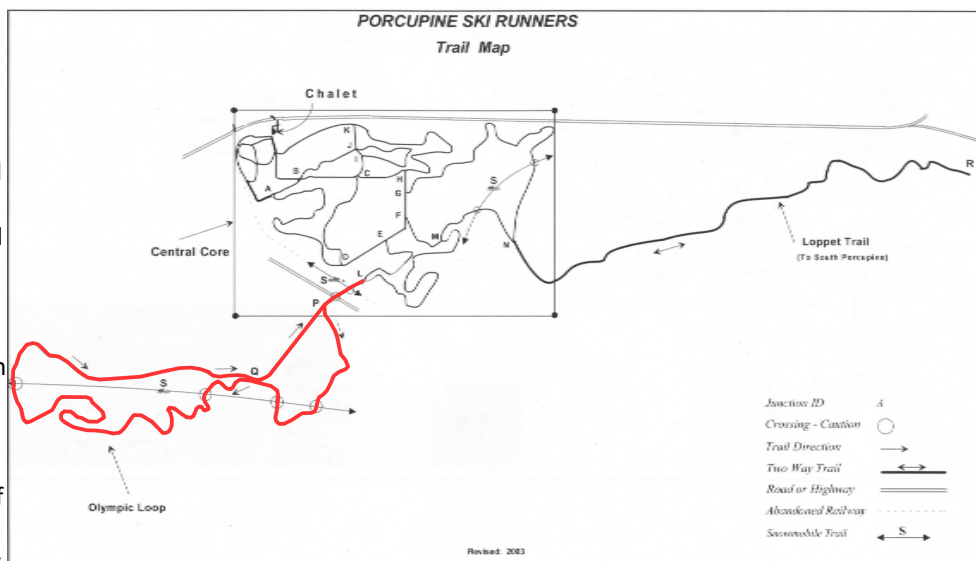 PORCUPINE SKI RUNNERS
Trail Map
Chalet
K
J
I
B
C
A
H
G
F
E
M
N
D
L
S
S
R
Central Core
Loppet Trail
(To South Porcupine)
P
Q
S
Olympic Loop
Junction ID A
Crossing - Caution
Trail Direction
Two Way Trail
Road or Highway
Abandoned Railway
Snowmobile Trail S
Revised: 2003